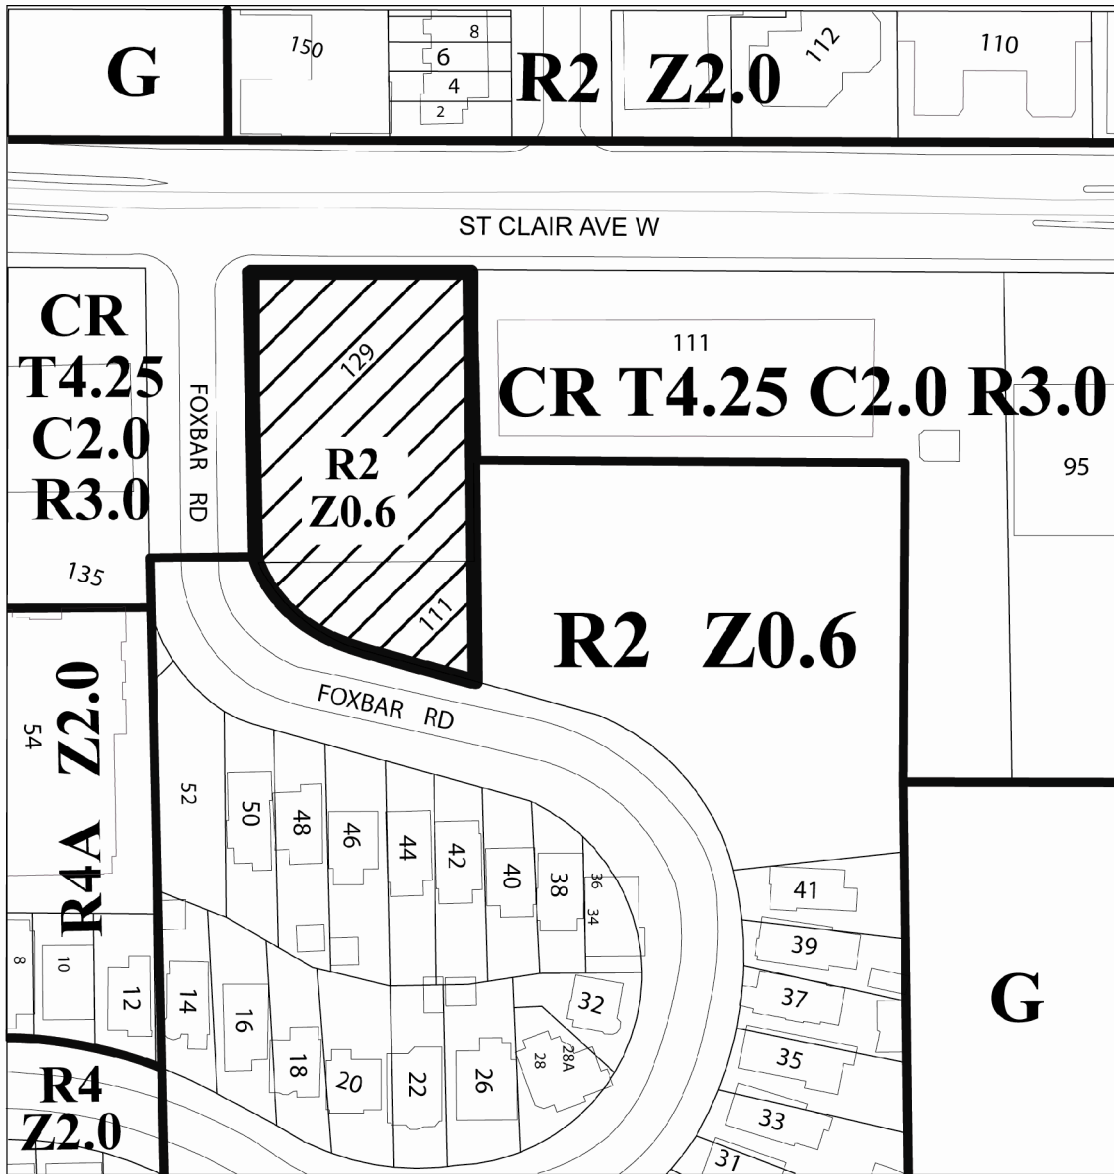 G
150
8
6
4
2
R2 Z2.0
112
110
ST CLAIR AVE W
CR
T4.25
C2.0
R3.0
135
FOXBAR RD
129
R2
Z0.6
111
111
CR T4.25 C2.0 R3.0
95
R2 Z0.6
FOXBAR RD
54
R4A Z2.0
52
50
48
46
44
42
40
38
36
34
32
41
39
37
35
33
31
G
8
10
12
14
16
18
20
22
26
28
28A
R4
Z2.0